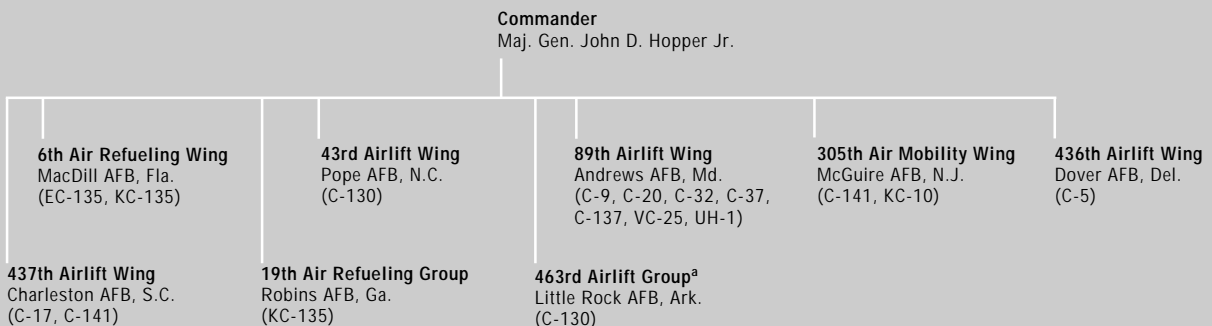 Commander
Maj. Gen. John D. Hopper Jr.
6th Air Refueling Wing
MacDill AFB, Fla.
(EC-135, KC-135)
43rd Airlift Wing
Pope AFB, N.C.
(C-130)
89th Airlift Wing
Andrews AFB, Md.
(C-9, C-20, C-32, C-37,
C-137, VC-25, UH-1)
305th Air Mobility Wing
McGuire AFB, N.J.
(C-141, KC-10)
436th Airlift Wing
Dover AFB, Del.
(C-5)
437th Airlift Wing
Charleston AFB, S.C.
(C-17, C-141)
19th Air Refueling Group
Robins AFB, Ga.
(KC-135)
463rd Airlift Groupᵃ
Little Rock AFB, Ark.
(C-130)